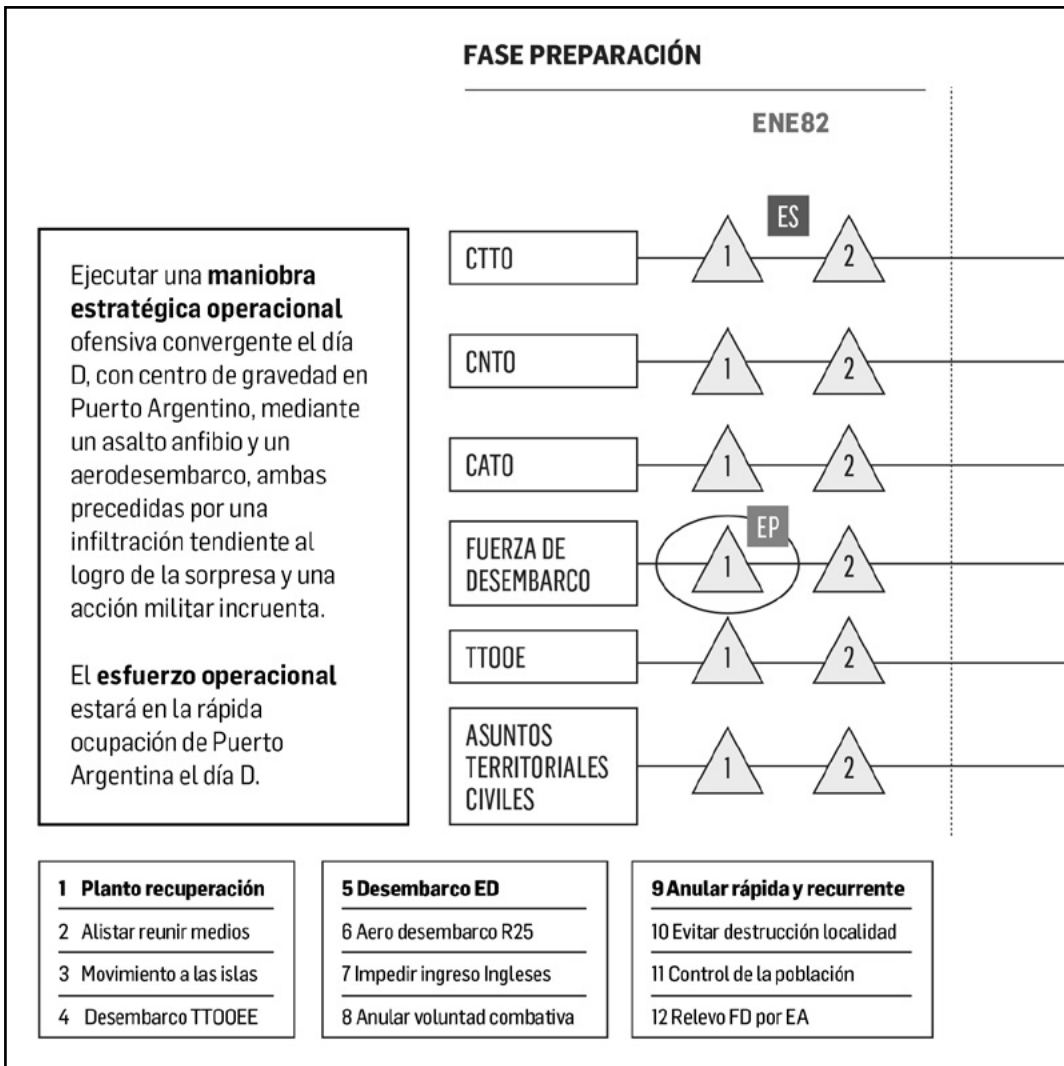 FASE PREPARACIÓN
ENE82
Ejecutar una maniobra
estratégica operacional
ofensiva convergente el día
D, con centro de gravedad en
Puerto Argentino, mediante
un asalto anfibio y un
aerodesembarco, ambas
precedidas por una
infiltración tendiente al
logro de la sorpresa y una
acción militar incruenta.
El esfuerzo operacional
estará en la rápida
ocupación de Puerto
Argentina el día D.
ES
CTTO
1
2
CNTO
1
2
CATO
1
2
EP
FUERZA DE
DESEMBARCO
1
2
TTOOE
1
2
ASUNTOS
TERRITORIALES
CIVILES
1
2
1 Planto recuperación
2 Alistar reunir medios
3 Movimiento a las islas
4 Desembarco TTOOEE
5 Desembarco ED
6 Aero desembarco R25
7 Impedir ingreso Ingleses
8 Anular voluntad combativa
9 Anular rápida y recurrente
10 Evitar destrucción localidad
11 Control de la población
12 Relevo FD por EA